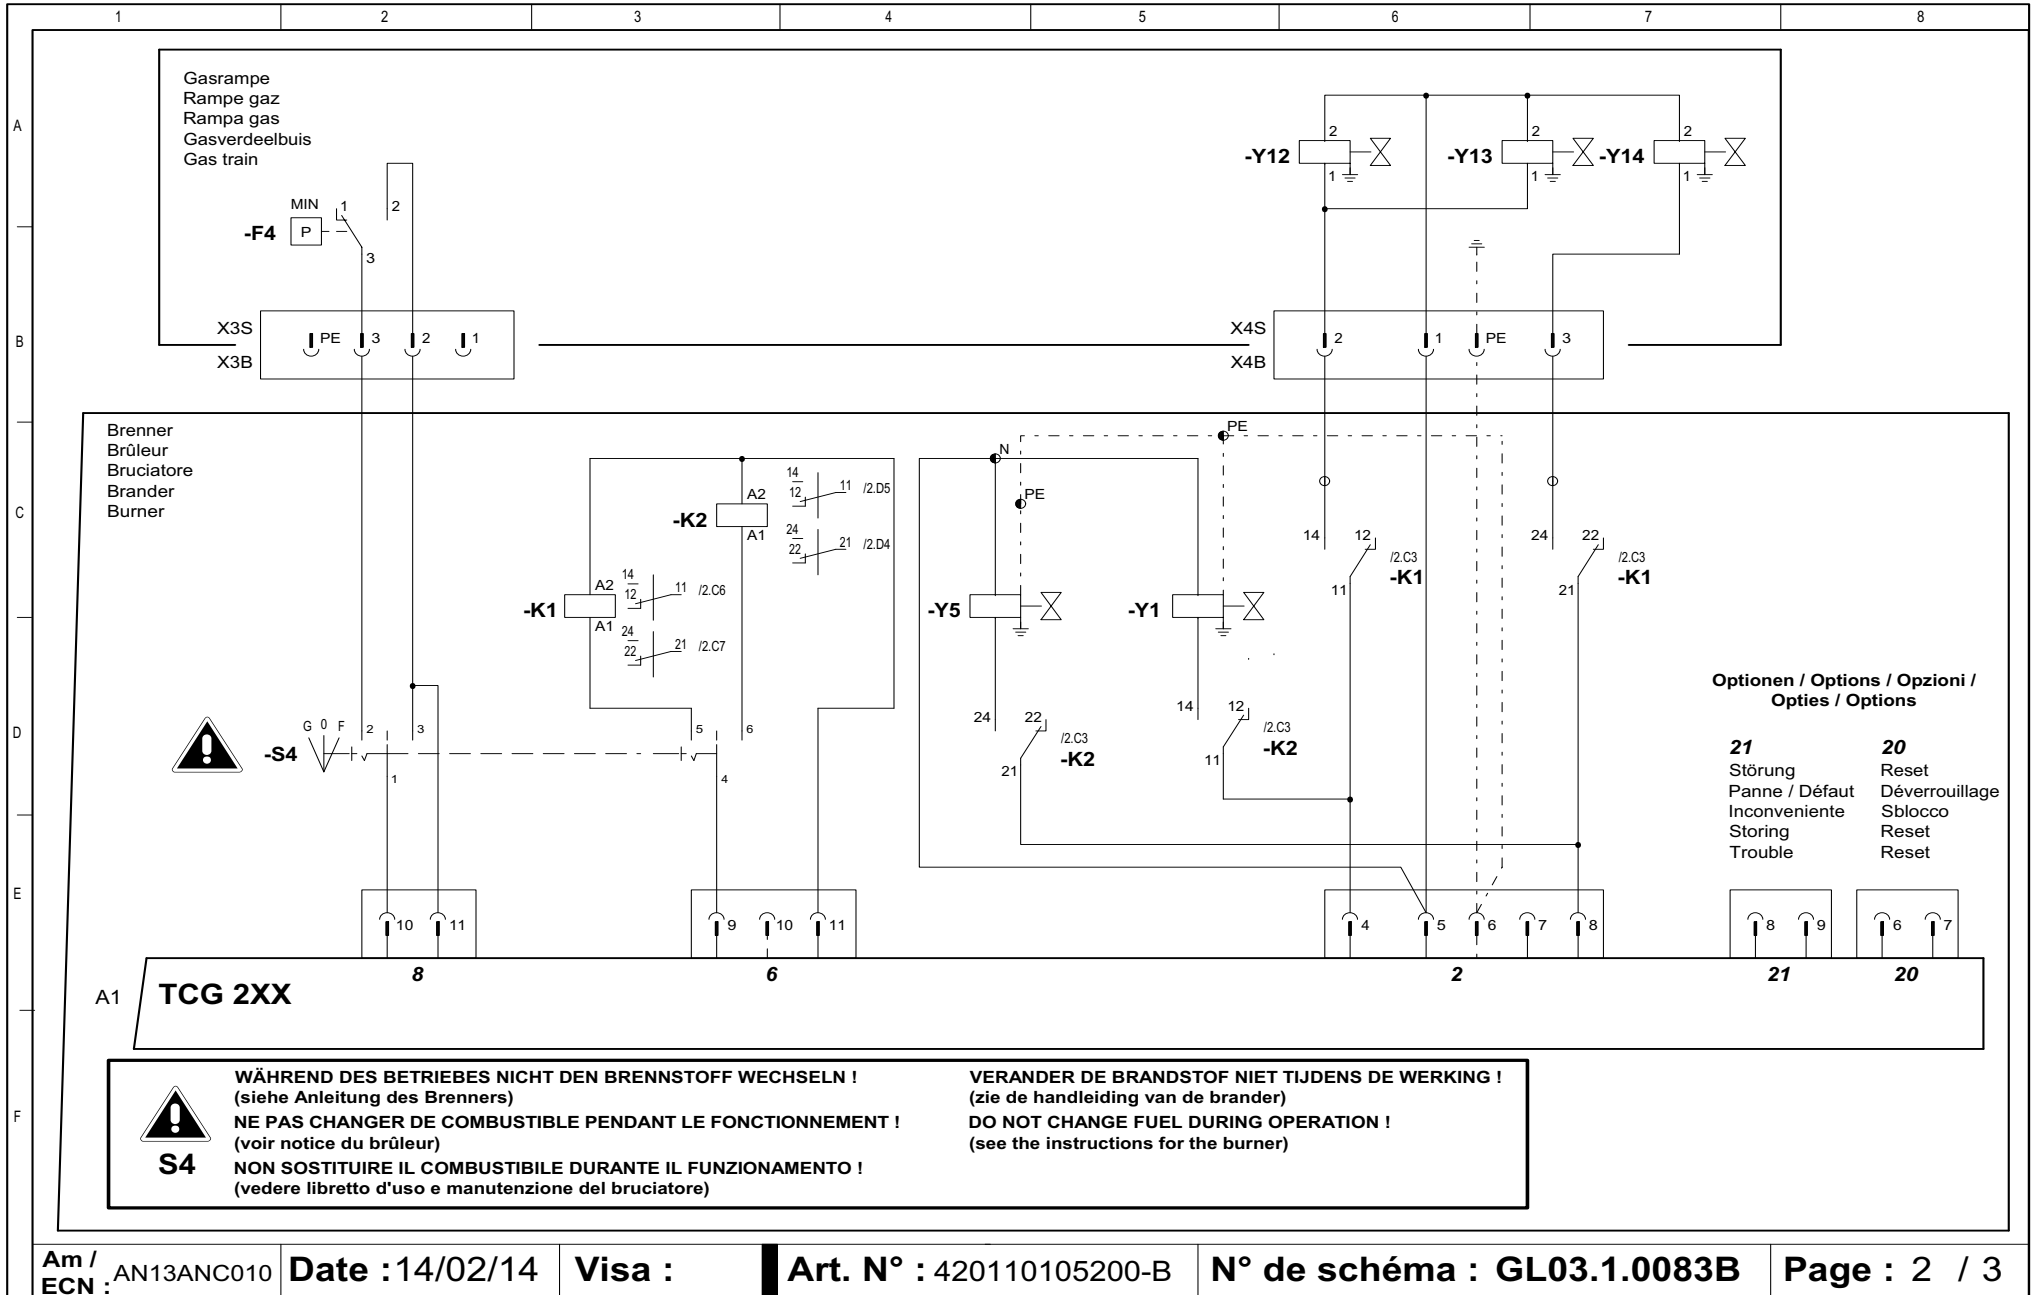 1 2 3 4 5 6 7 8
A
B
C
D
E
F
Gasrampe
Rampe gaz
Rampa gas
Gasverdeelbuis
Gas train
MIN
-F4 P
1
2
3
-Y12 2 1
-Y13 2 1
-Y14 2 1
X3S
X3B
PE 3 2 1
X4S
X4B
2 1 PE 3
Brenner
Brûleur
Bruciatore
Brander
Burner
-K2 A2 A1
14
12 11 /2.D5
24
22 21 /2.D4
-K1 A2 A1
14
12 11 /2.C6
24
22 21 /2.C7
N
PE
PE
-Y5
-Y1
14 12
/2.C3
11 -K1
24 22
/2.C3
21 -K1
24 22
/2.C3
21 -K2
14 12
/2.C3
11 -K2
-S4 G 0 F
2 3
1
5 6
4
Optionen / Options / Opzioni /
Opties / Options
21
Störung
Panne / Défaut
Inconveniente
Storing
Trouble
20
Reset
Déverrouillage
Sblocco
Reset
Reset
10 11
9 10 11
4 5 6 7 8
8 9
6 7
8 6 2 21 20
A1 TCG 2XX
S4
WÄHREND DES BETRIEBES NICHT DEN BRENNSTOFF WECHSELN !
(siehe Anleitung des Brenners)
NE PAS CHANGER DE COMBUSTIBLE PENDANT LE FONCTIONNEMENT !
(voir notice du brûleur)
NON SOSTITUIRE IL COMBUSTIBILE DURANTE IL FUNZIONAMENTO !
(vedere libretto d'uso e manutenzione del bruciatore)
VERANDER DE BRANDSTOF NIET TIJDENS DE WERKING !
(zie de handleiding van de brander)
DO NOT CHANGE FUEL DURING OPERATION !
(see the instructions for the burner)
Am /
ECN : AN13ANC010
Date : 14/02/14
Visa :
Art. N° : 420110105200-B
N° de schéma : GL03.1.0083B
Page : 2 / 3